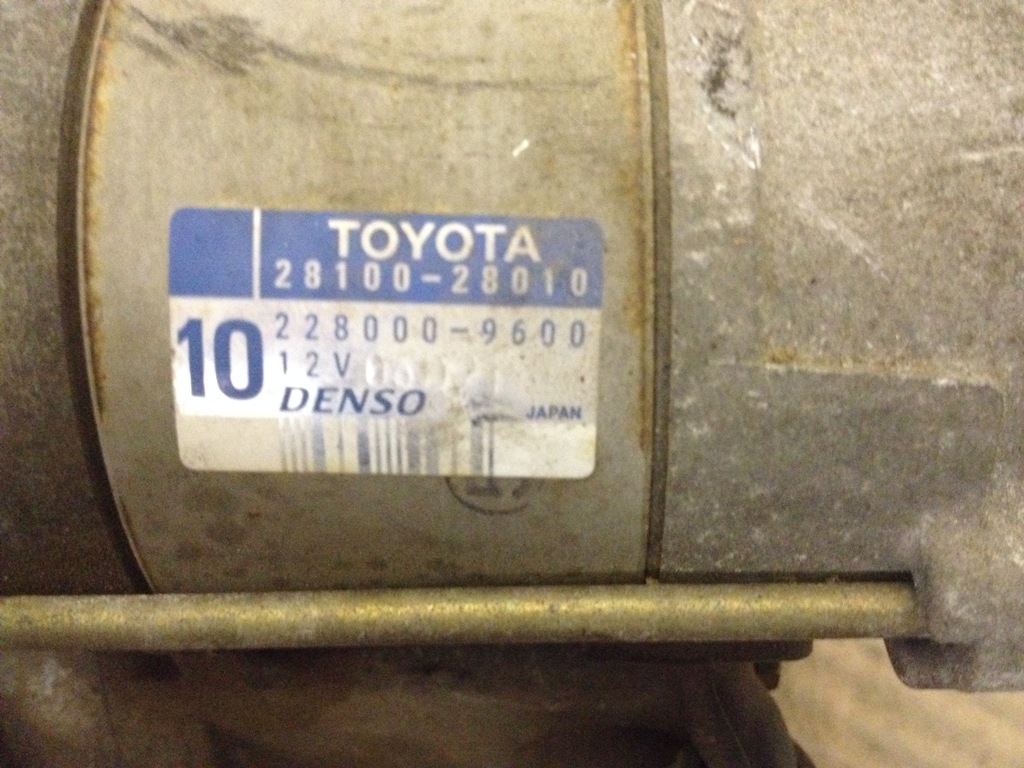 TOYOTA
28100-28010
10
228000-9600
12V
DENSO
JAPAN